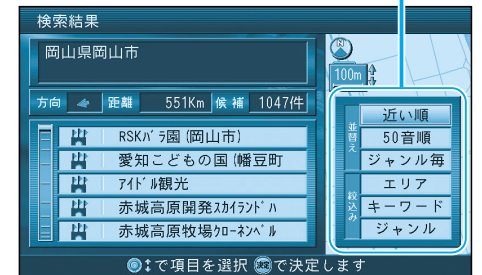 検索結果
岡山県岡山市
方向 距離 551Km 候補 1047件
RSKﾊﾞﾗ園(岡山市)
愛知こどもの国(幡豆町
ｱｲﾄﾞﾙ観光
赤城高原開発ｽｶｲﾗﾝﾄﾞﾊ
赤城高原牧場ｸﾛｰﾈﾝﾍﾞﾙ
N
100m
並替え
近い順
50音順
ジャンル毎
絞込み
エリア
キーワード
ジャンル
で項目を選択 決定 で決定します